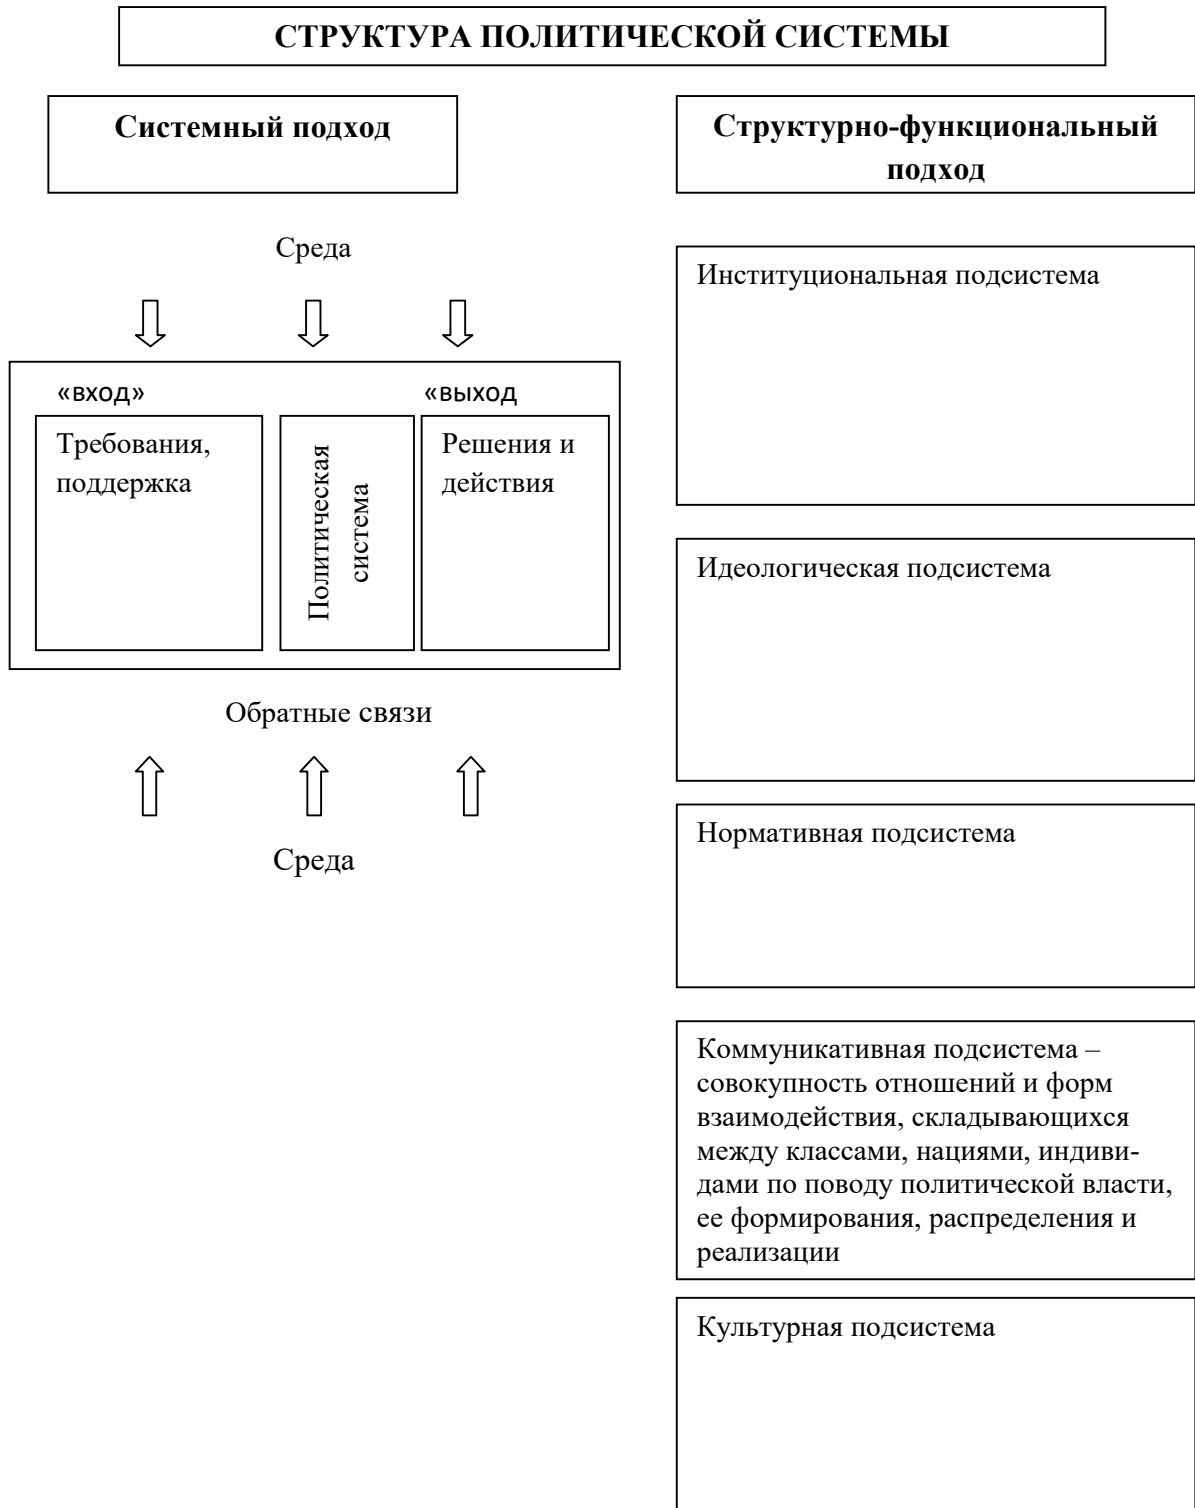 СТРУКТУРА ПОЛИТИЧЕСКОЙ СИСТЕМЫ
Системный подход
Среда
«вход»
«выход
Требования,
поддержка
Политическая
система
Решения и
действия
Обратные связи
Среда
Структурно-функциональный
подход
Институциональная подсистема
Идеологическая подсистема
Нормативная подсистема
Коммуникативная подсистема –
совокупность отношений и форм
взаимодействия, складывающихся
между классами, нациями, индиви-
дами по поводу политической власти,
ее формирования, распределения и
реализации
Культурная подсистема